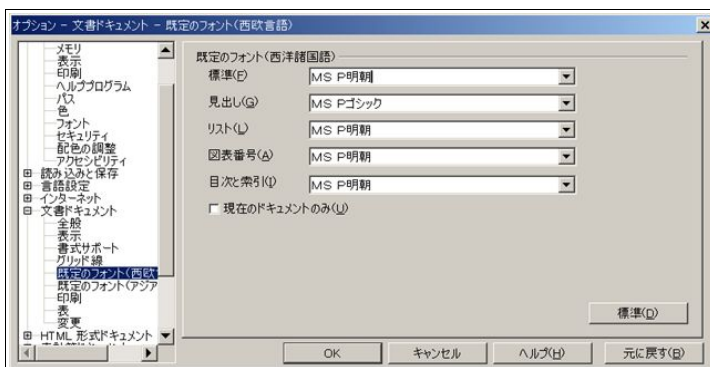 オプション - 文書ドキュメント - 既定のフォント(西欧言語)
メモリ
表示
印刷
ヘルププログラム
パス
色
フォント
セキュリティ
配色の調整
アクセシビリティ
読み込みと保存
言語設定
インターネット
文書ドキュメント
全般
表示
書式サポート
グリッド線
既定のフォント(西欧
既定のフォント(アジア
印刷
表
変更
HTML 形式ドキュメント
既定のフォント(西洋諸国語)
標準(F) MS P明朝
見出し(G) MS Pゴシック
リスト(L) MS P明朝
図表番号(A) MS P明朝
目次と索引(I) MS P明朝
現在のドキュメントのみ(U)
標準(D)
OK キャンセル ヘルプ(H) 元に戻す(B)